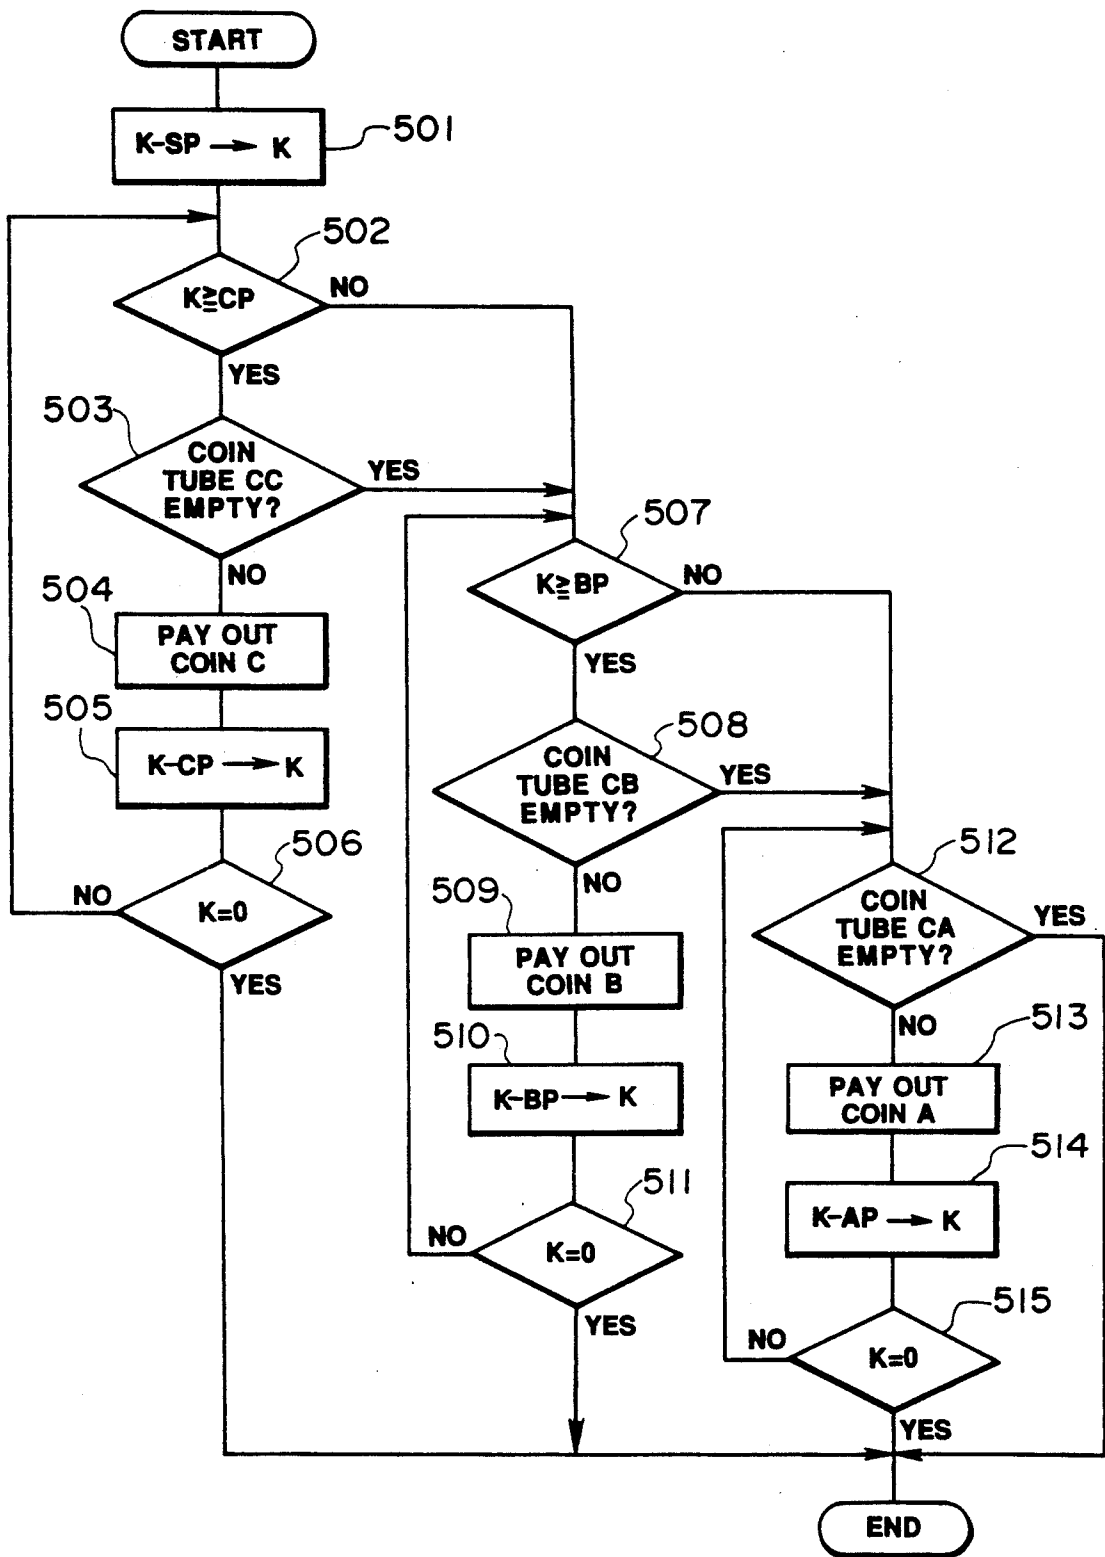 START
K-SP → K
501
502
K≧CP
NO
YES
503
COIN
TUBE CC
EMPTY?
YES
NO
507
K≧BP
NO
YES
504
PAY OUT
COIN C
505
K-CP → K
508
COIN
TUBE CB
EMPTY?
YES
NO
506
K=0
NO
YES
512
COIN
TUBE CA
EMPTY?
YES
NO
509
PAY OUT
COIN B
510
K-BP → K
513
PAY OUT
COIN A
514
K-AP → K
511
K=0
NO
YES
515
K=0
NO
YES
END